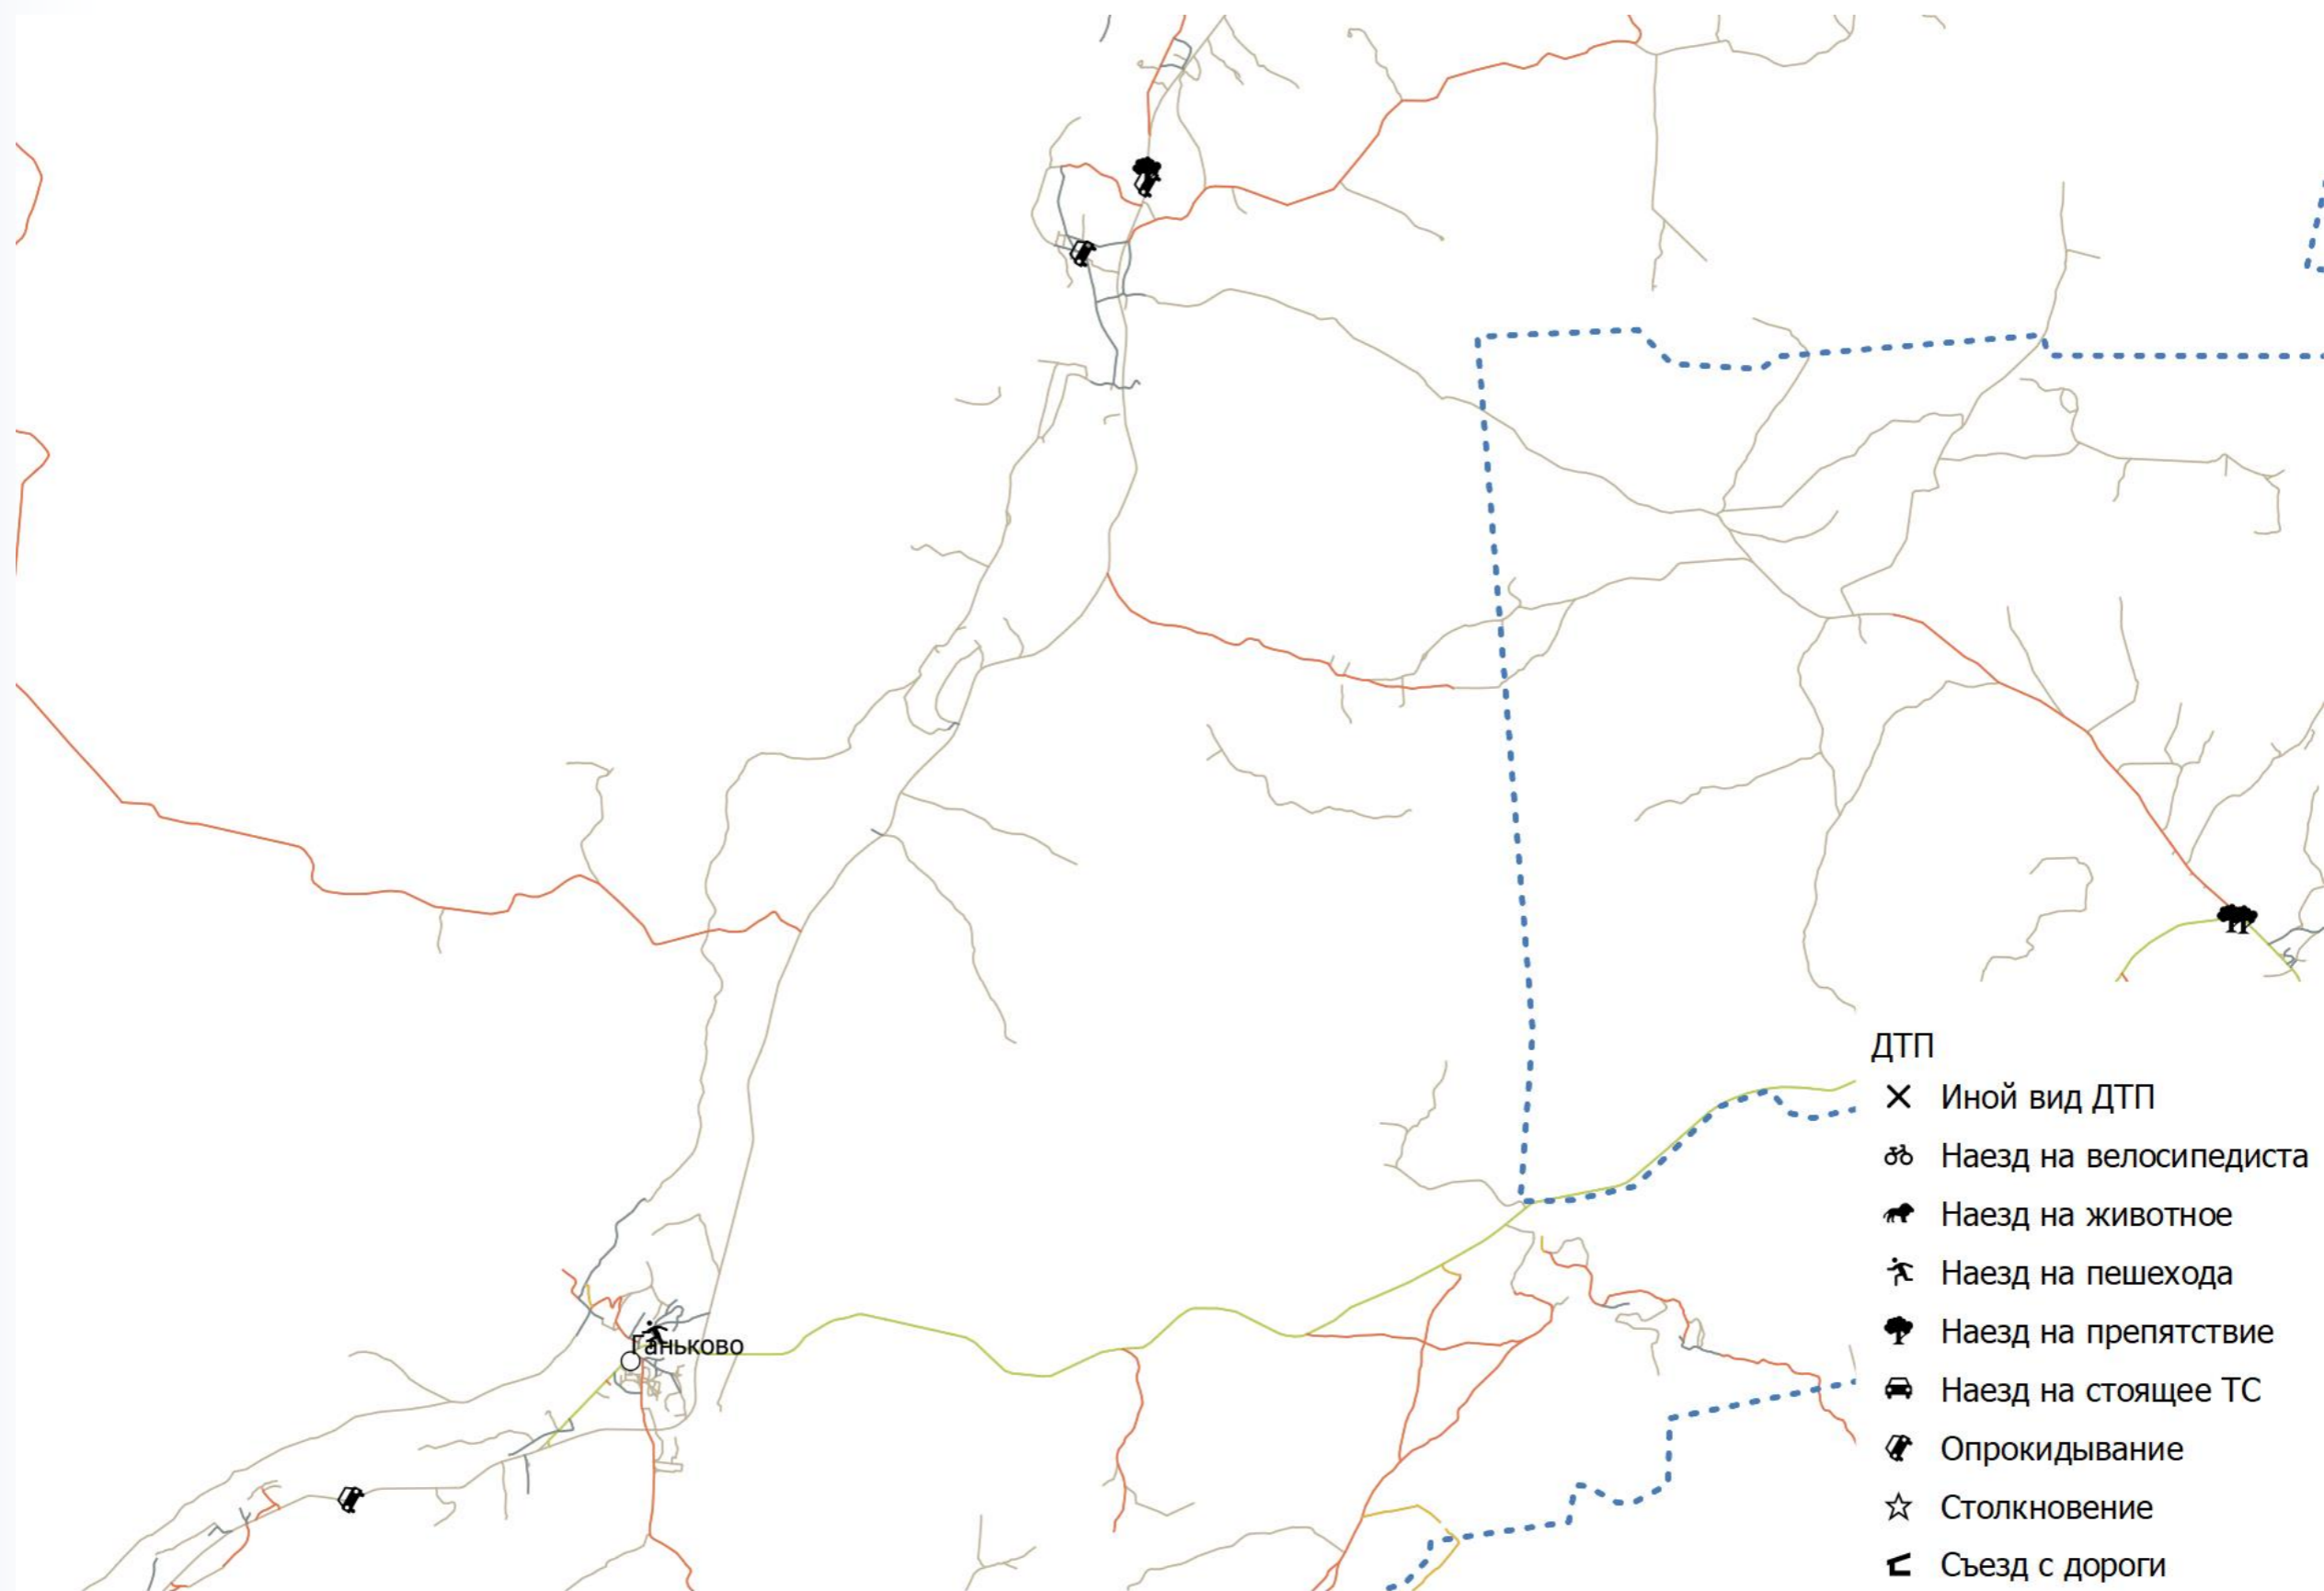 Ганьково
ДТП
Иной вид ДТП
Наезд на велосипедиста
Наезд на животное
Наезд на пешехода
Наезд на препятствие
Наезд на стоящее ТС
Опрокидывание
Столкновение
Съезд с дороги